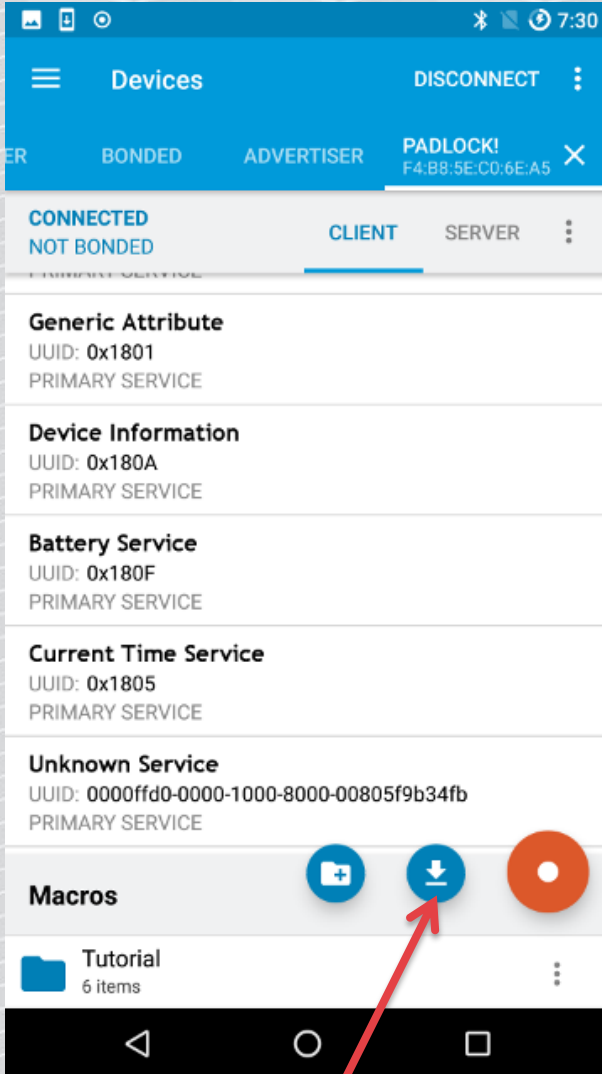 7:30
Devices
DISCONNECT
ER
BONDED
ADVERTISER
PADLOCK!
F4:B8:5E:C0:6E:A5
CONNECTED
NOT BONDED
CLIENT
SERVER
PRIMARY SERVICE
Generic Attribute
UUID: 0x1801
PRIMARY SERVICE
Device Information
UUID: 0x180A
PRIMARY SERVICE
Battery Service
UUID: 0x180F
PRIMARY SERVICE
Current Time Service
UUID: 0x1805
PRIMARY SERVICE
Unknown Service
UUID: 0000ffd0-0000-1000-8000-00805f9b34fb
PRIMARY SERVICE
Macros
Tutorial
6 items